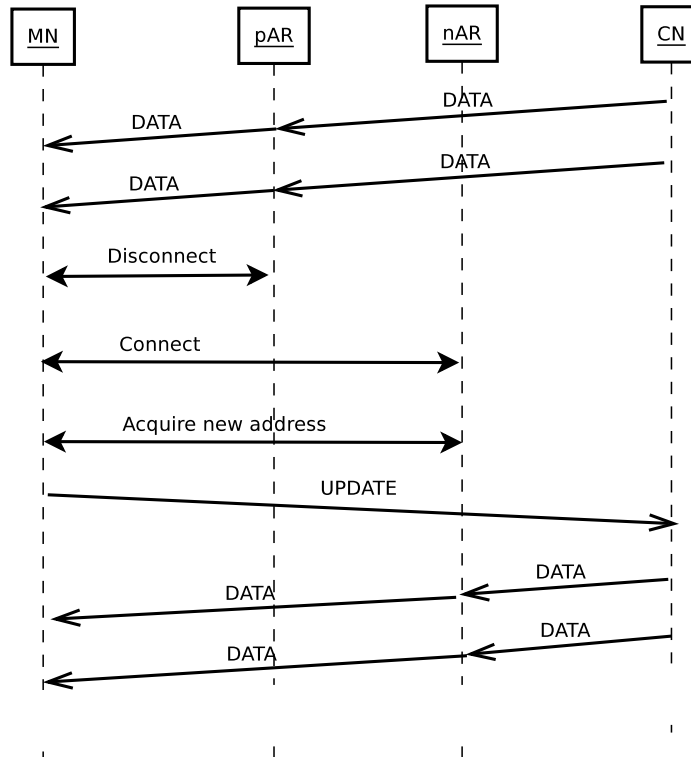 MN
pAR
nAR
CN
DATA
DATA
DATA
DATA
Disconnect
Connect
Acquire new address
UPDATE
DATA
DATA
DATA
DATA